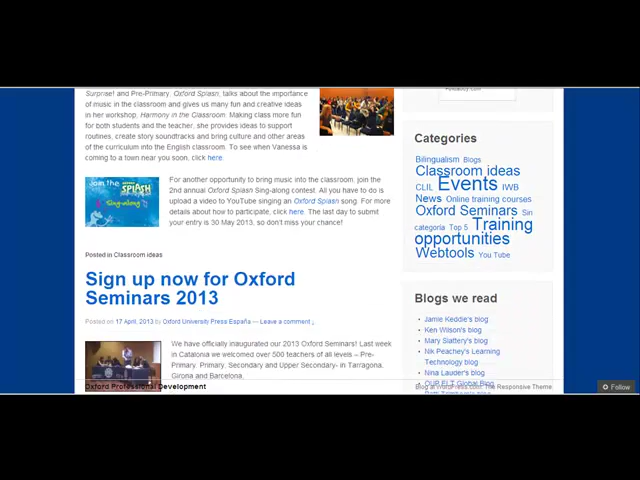 Surprise! and Pre-Primary, Oxford Splash, talks about the importance
of music in the classroom and gives us many fun and creative ideas
in her workshop, Harmony in the Classroom. Making class more fun
for both students and the teacher, she provides ideas to support
routines, create story soundtracks and bring culture and other areas
of the curriculum into the English classroom. To see when Vanessa is
coming to a town near you soon, click here.
Join the
SPLASH
Sing-along
For another opportunity to bring music into the classroom, join the
2nd annual Oxford Splash Sing-along contest. All you have to do is
upload a video to YouTube singing an Oxford Splash song. For more
details about how to participate, click here. The last day to submit
your entry is 30 May 2013, so don't miss your chance!
Posted in Classroom ideas
Sign up now for Oxford
Seminars 2013
Posted on 17 April, 2013 by Oxford University Press España — Leave a comment ↓
We have officially inaugurated our 2013 Oxford Seminars! Last week
in Catalonia we welcomed over 500 teachers of all levels – Pre-
Primary, Primary, Secondary and Upper Secondary- in Tarragona,
Girona and Barcelona.
Oxford Professional Development
Categories
Bilingualism Blogs
Classroom ideas
CLIL Events IWB
News Online training courses
Oxford Seminars Sin
categoría Top 5 Training
opportunities
Webtools You Tube
Blogs we read
Jamie Keddie's blog
Ken Wilson's blog
Mary Slattery's blog
Nik Peachey's Learning
Technology blog
Nina Lauder's blog
OUP ELT Global Blog
Blog at WordPress.com. The Responsive Theme.
Follow